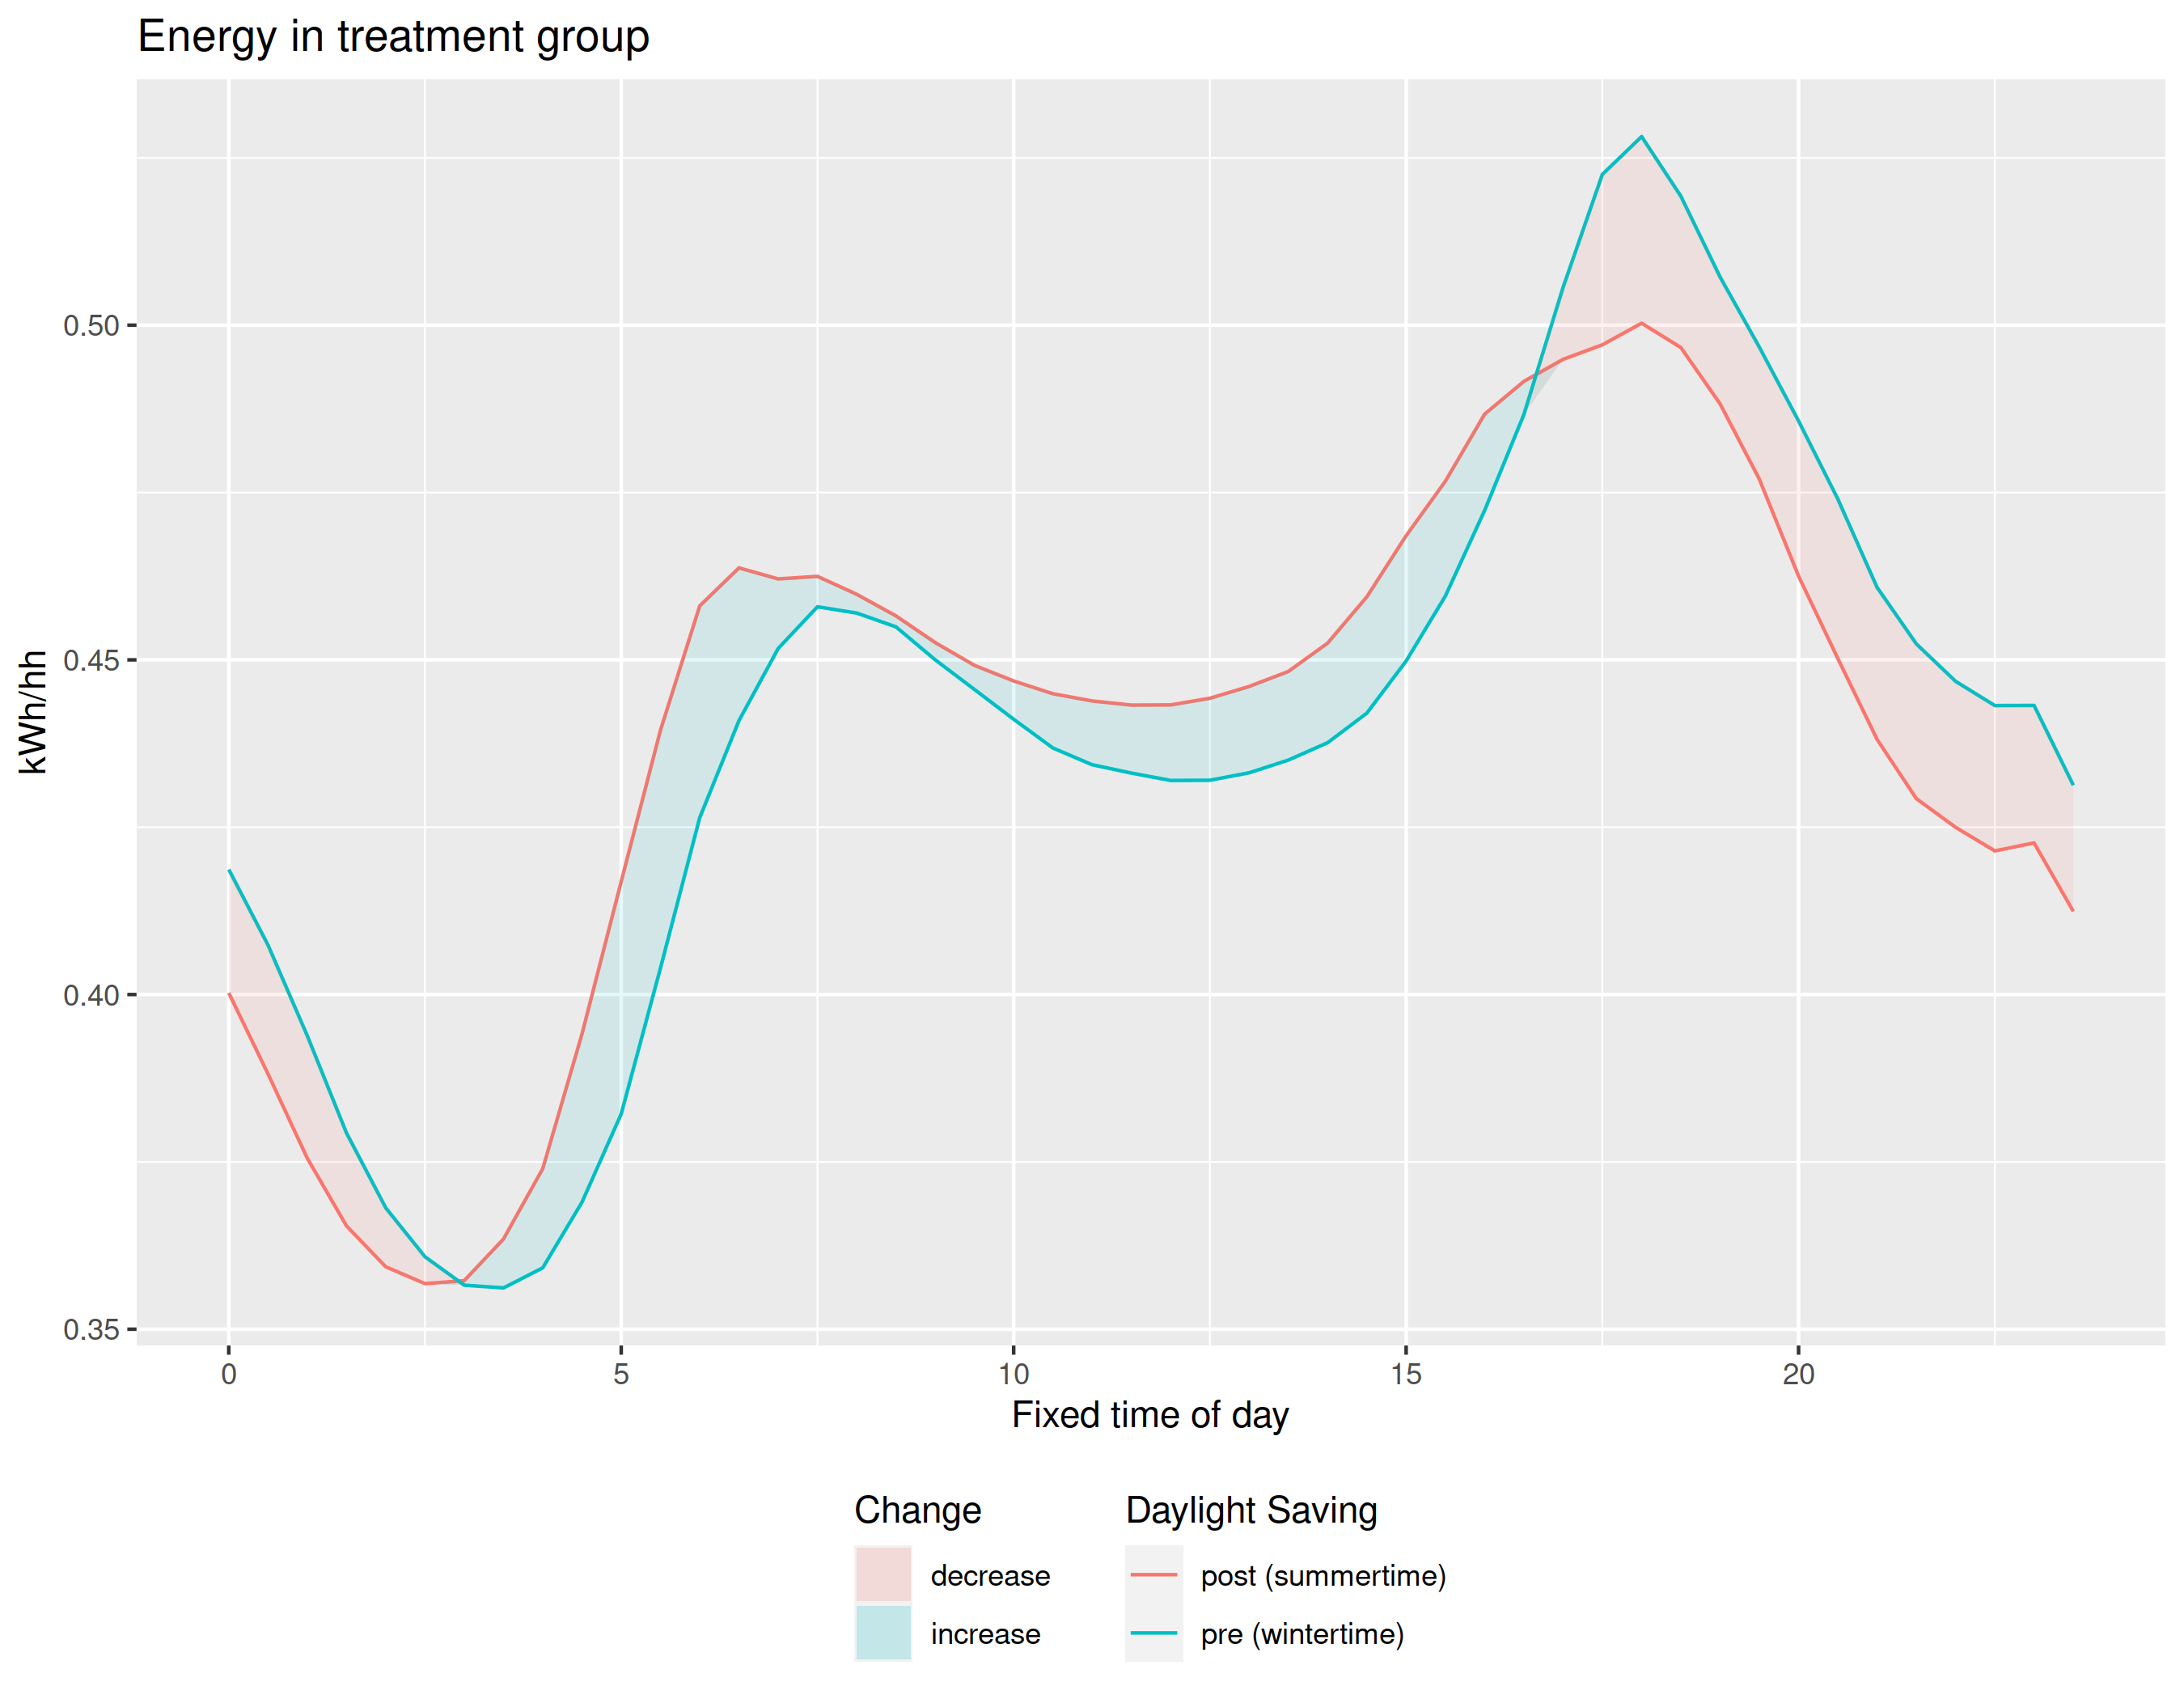 Energy in treatment group
kWh/hh
0.50
0.45
0.40
0.35
0 5 10 15 20
Fixed time of day
Change
decrease
increase
Daylight Saving
post (summertime)
pre (wintertime)